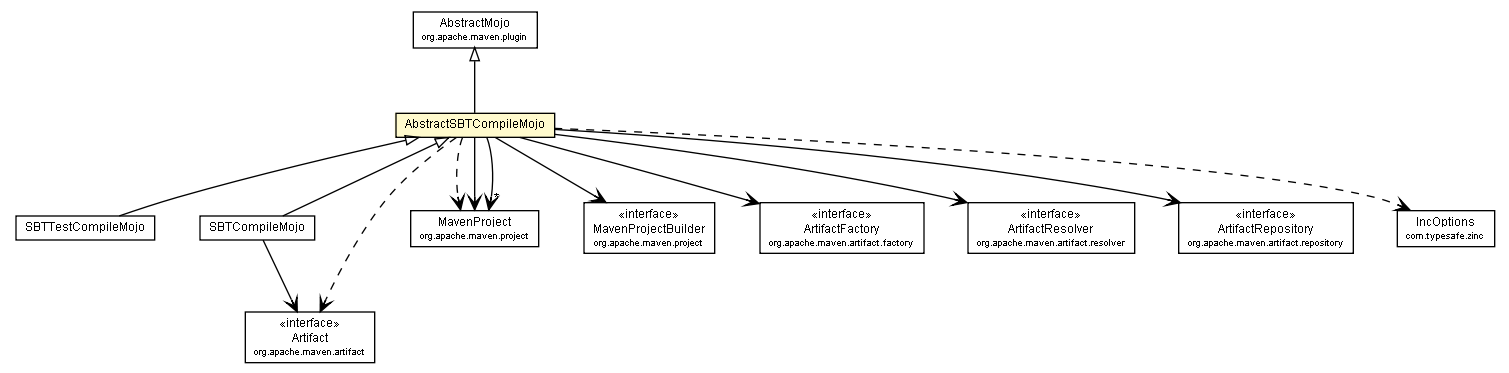 AbstractMojo
org.apache.maven.plugin
AbstractSBTCompileMojo
*
SBTTestCompileMojo
SBTCompileMojo
MavenProject
org.apache.maven.project
«interface»
MavenProjectBuilder
org.apache.maven.project
«interface»
ArtifactFactory
org.apache.maven.artifact.factory
«interface»
ArtifactResolver
org.apache.maven.artifact.resolver
«interface»
ArtifactRepository
org.apache.maven.artifact.repository
IncOptions
com.typesafe.zinc
«interface»
Artifact
org.apache.maven.artifact